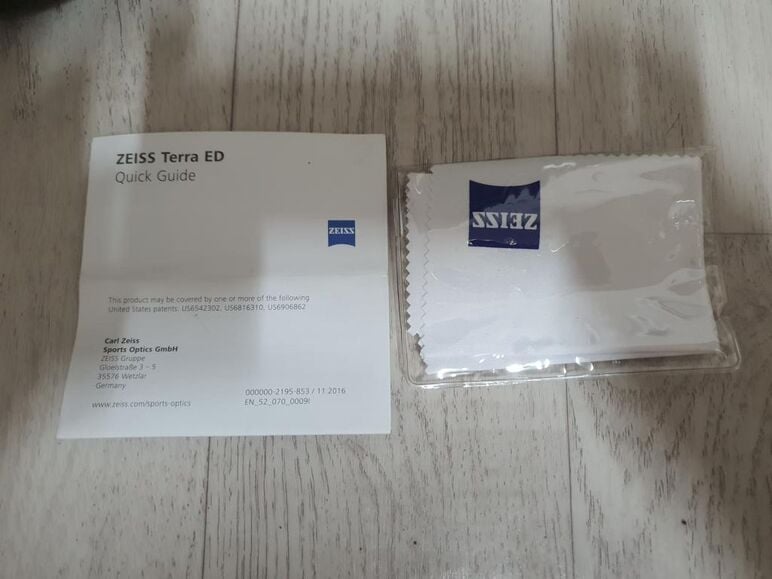 ZEISS Terra ED
Quick Guide
ZEISS
This product may be covered by one or more of the following
United States patents: US6542302, US6816310, US6906862
Carl Zeiss
Sports Optics GmbH
ZEISS Gruppe
Gloelstraße 3 – 5
35576 Wetzlar
Germany
www.zeiss.com/sports-optics
000000-2195-853 / 11.2016
EN_52_070_0009I
ZEISS